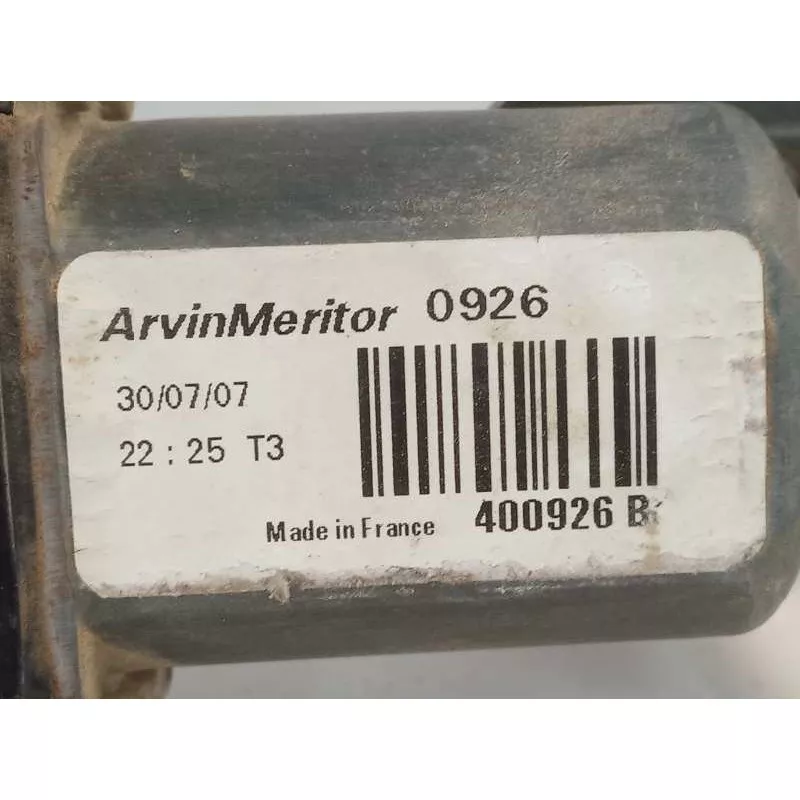 ArvinMeritor 0926
30/07/07
22 : 25 T3
Made in France 400926 B